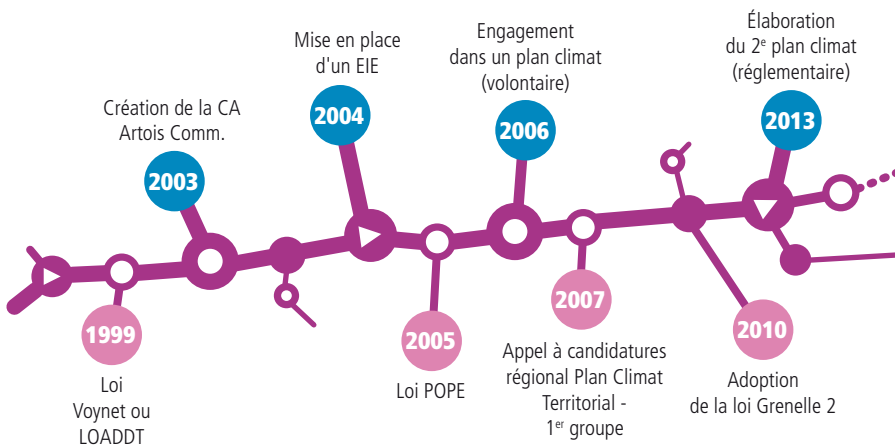 Création de la CA
Artois Comm.
2003
Mise en place
d'un EIE
2004
Engagement
dans un plan climat
(volontaire)
2006
Élaboration
du 2e plan climat
(réglementaire)
2013
1999
Loi
Voynet ou
LOADDT
2005
Loi POPE
2007
Appel à candidatures
régional Plan Climat
Territorial -
1er groupe
2010
Adoption
de la loi Grenelle 2